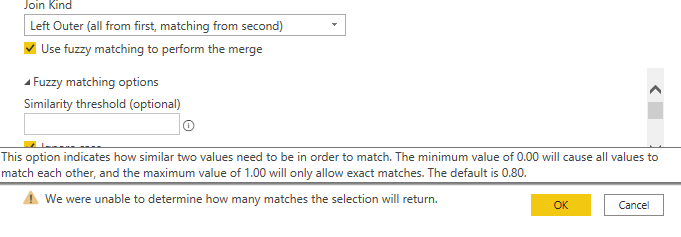 Join Kind
Left Outer (all from first, matching from second)
Use fuzzy matching to perform the merge
Fuzzy matching options
Similarity threshold (optional)
This option indicates how similar two values need to be in order to match. The minimum value of 0.00 will cause all values to
match each other, and the maximum value of 1.00 will only allow exact matches. The default is 0.80.
We were unable to determine how many matches the selection will return.
OK
Cancel